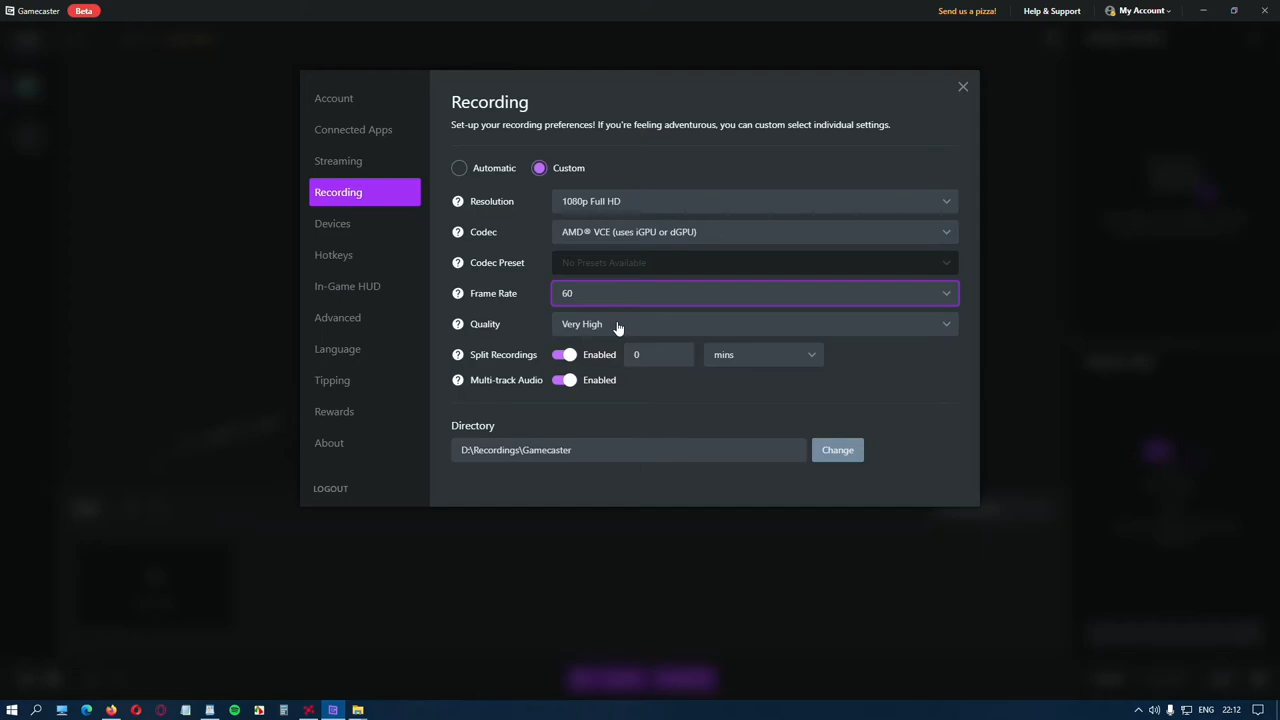 Gamecaster Beta Send us a pizza! Help & Support My Account
Recording
Set-up your recording preferences! If you're feeling adventurous, you can custom select individual settings.
Account
Connected Apps
Streaming
Recording
Devices
Hotkeys
In-Game HUD
Advanced
Language
Tipping
Rewards
About
LOGOUT
Automatic Custom
? Resolution 1080p Full HD
? Codec AMD® VCE (uses iGPU or dGPU)
? Codec Preset No Presets Available
? Frame Rate 60
? Quality Very High
? Split Recordings Enabled 0 mins
? Multi-track Audio Enabled
Directory
D:\Recordings\Gamecaster Change
ENG 22:12